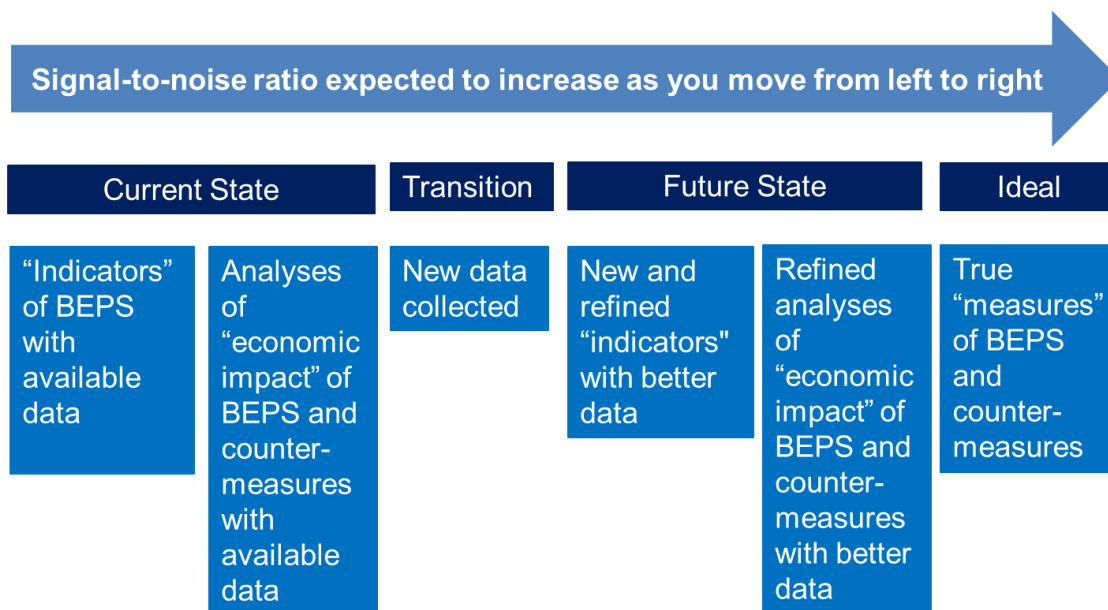 Signal-to-noise ratio expected to increase as you move from left to right
Current State
Transition
Future State
Ideal
“Indicators”
of BEPS
with
available
data
Analyses
of
“economic
impact” of
BEPS and
counter-
measures
with
available
data
New data
collected
New and
refined
“indicators"
with better
data
Refined
analyses
of
“economic
impact” of
BEPS and
counter-
measures
with better
data
True
“measures”
of BEPS
and
counter-
measures